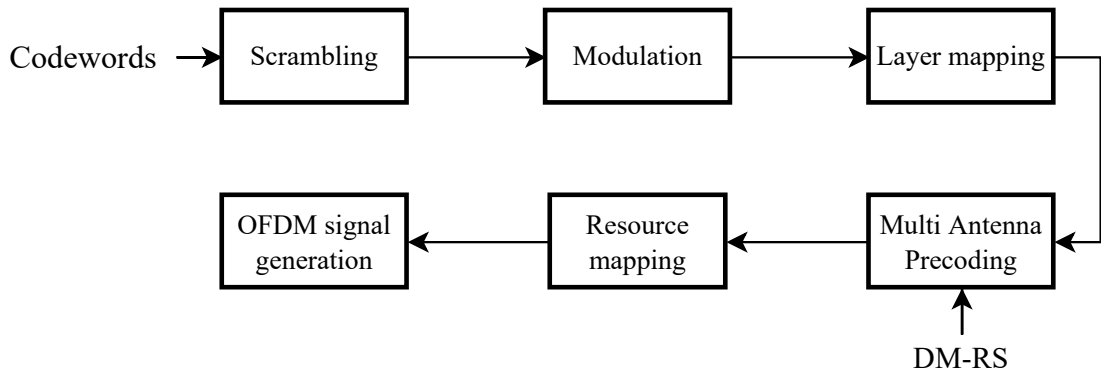 Codewords
Scrambling
Modulation
Layer mapping
Multi Antenna
Precoding
DM-RS
Resource
mapping
OFDM signal
generation